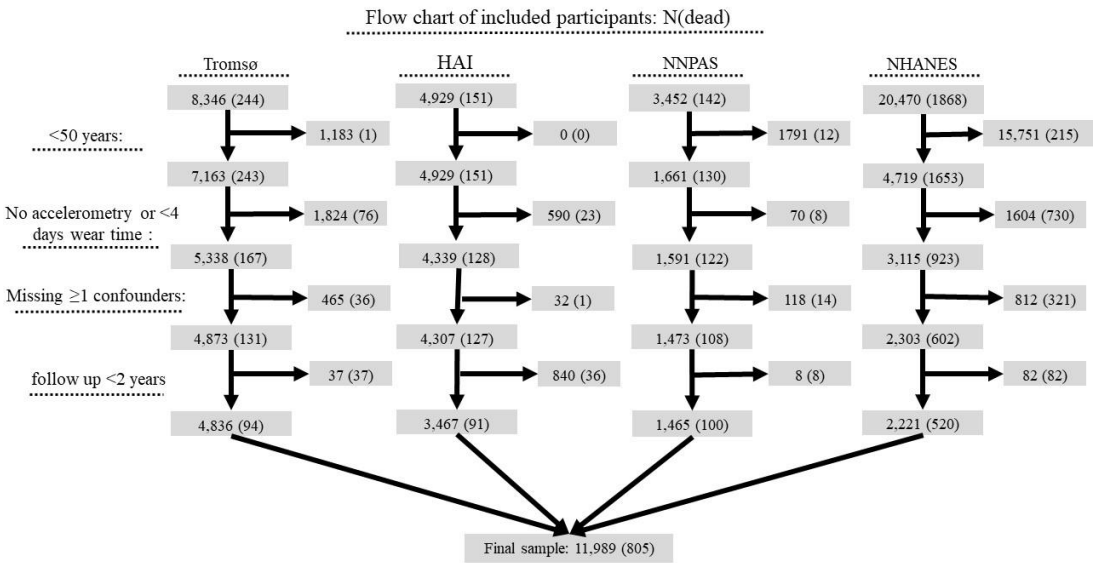 Flow chart of included participants: N(dead)
Tromsø HAI NNPAS NHANES
8,346 (244) 4,929 (151) 3,452 (142) 20,470 (1868)
<50 years: 1,183 (1) 0 (0) 1791 (12) 15,751 (215)
7,163 (243) 4,929 (151) 1,661 (130) 4,719 (1653)
No accelerometry or <4
days wear time : 1,824 (76) 590 (23) 70 (8) 1604 (730)
5,338 (167) 4,339 (128) 1,591 (122) 3,115 (923)
Missing ≥1 confounders: 465 (36) 32 (1) 118 (14) 812 (321)
4,873 (131) 4,307 (127) 1,473 (108) 2,303 (602)
follow up <2 years 37 (37) 840 (36) 8 (8) 82 (82)
4,836 (94) 3,467 (91) 1,465 (100) 2,221 (520)
Final sample: 11,989 (805)